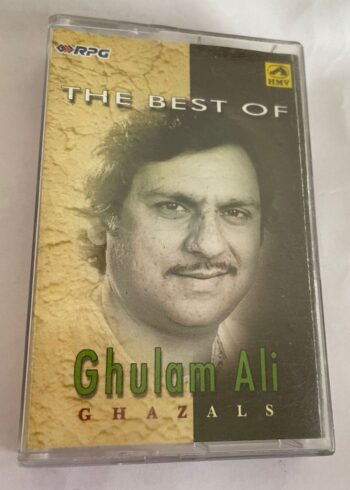 RPG
HMV
THE BEST OF
Ghulam Ali
GHAZALS